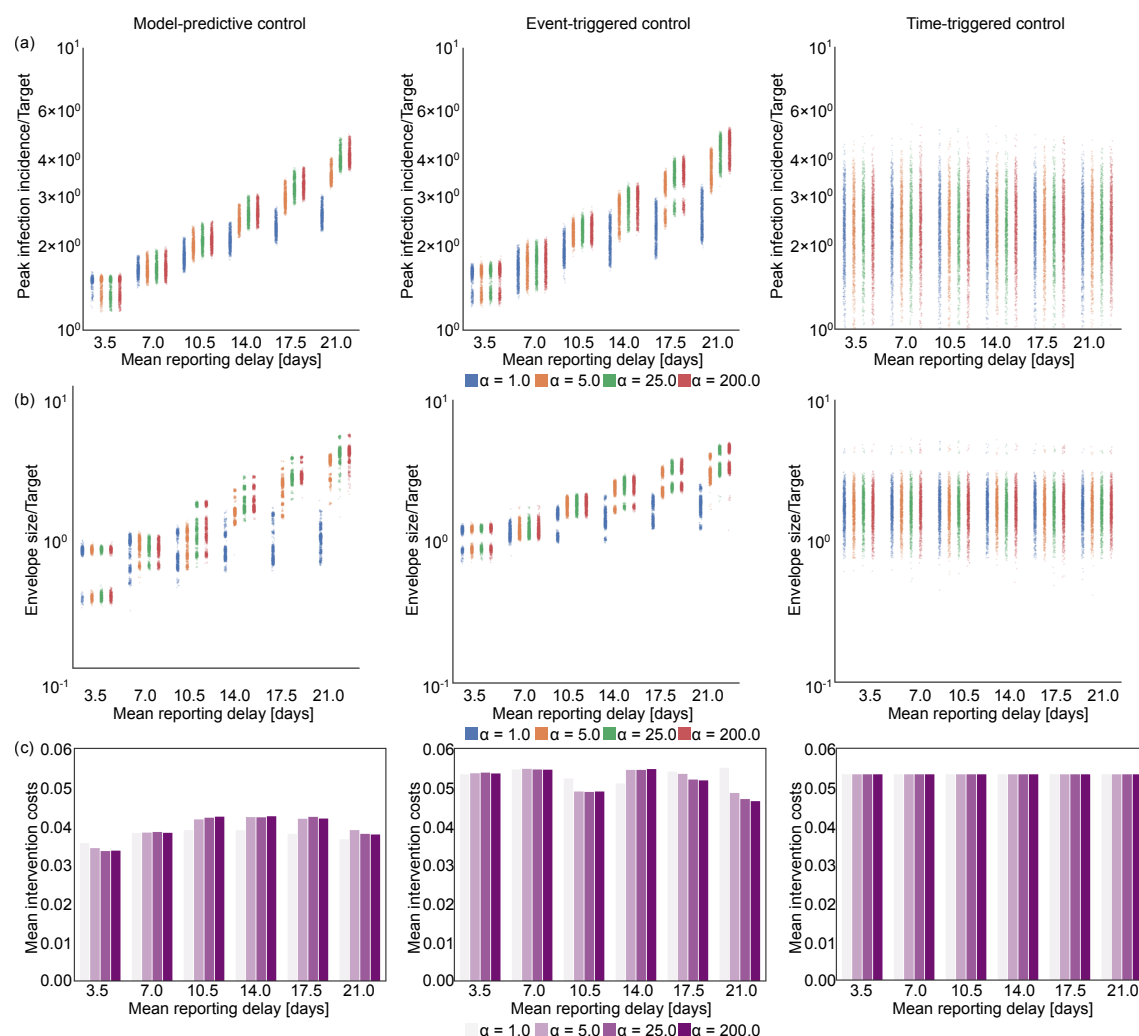 Model-predictive control
Event-triggered control
Time-triggered control
(a)
Peak infection incidence/Target
10¹
6×10⁰
4×10⁰
3×10⁰
2×10⁰
10⁰
3.5 7.0 10.5 14.0 17.5 21.0
Mean reporting delay [days]
Peak infection incidence/Target
10¹
6×10⁰
4×10⁰
3×10⁰
2×10⁰
10⁰
3.5 7.0 10.5 14.0 17.5 21.0
Mean reporting delay [days]
α = 1.0 α = 5.0 α = 25.0 α = 200.0
Peak infection incidence/Target
10¹
6×10⁰
4×10⁰
3×10⁰
2×10⁰
10⁰
3.5 7.0 10.5 14.0 17.5 21.0
Mean reporting delay [days]
(b)
Envelope size/Target
10¹
10⁰
10⁻¹
3.5 7.0 10.5 14.0 17.5 21.0
Mean reporting delay [days]
Envelope size/Target
10¹
10⁰
10⁻¹
3.5 7.0 10.5 14.0 17.5 21.0
Mean reporting delay [days]
α = 1.0 α = 5.0 α = 25.0 α = 200.0
Envelope size/Target
10¹
10⁰
10⁻¹
3.5 7.0 10.5 14.0 17.5 21.0
Mean reporting delay [days]
(c)
Mean intervention costs
0.06
0.05
0.04
0.03
0.02
0.01
0.00
3.5 7.0 10.5 14.0 17.5 21.0
Mean reporting delay [days]
Mean intervention costs
0.06
0.05
0.04
0.03
0.02
0.01
0.00
3.5 7.0 10.5 14.0 17.5 21.0
Mean reporting delay [days]
α = 1.0 α = 5.0 α = 25.0 α = 200.0
Mean intervention costs
0.06
0.05
0.04
0.03
0.02
0.01
0.00
3.5 7.0 10.5 14.0 17.5 21.0
Mean reporting delay [days]